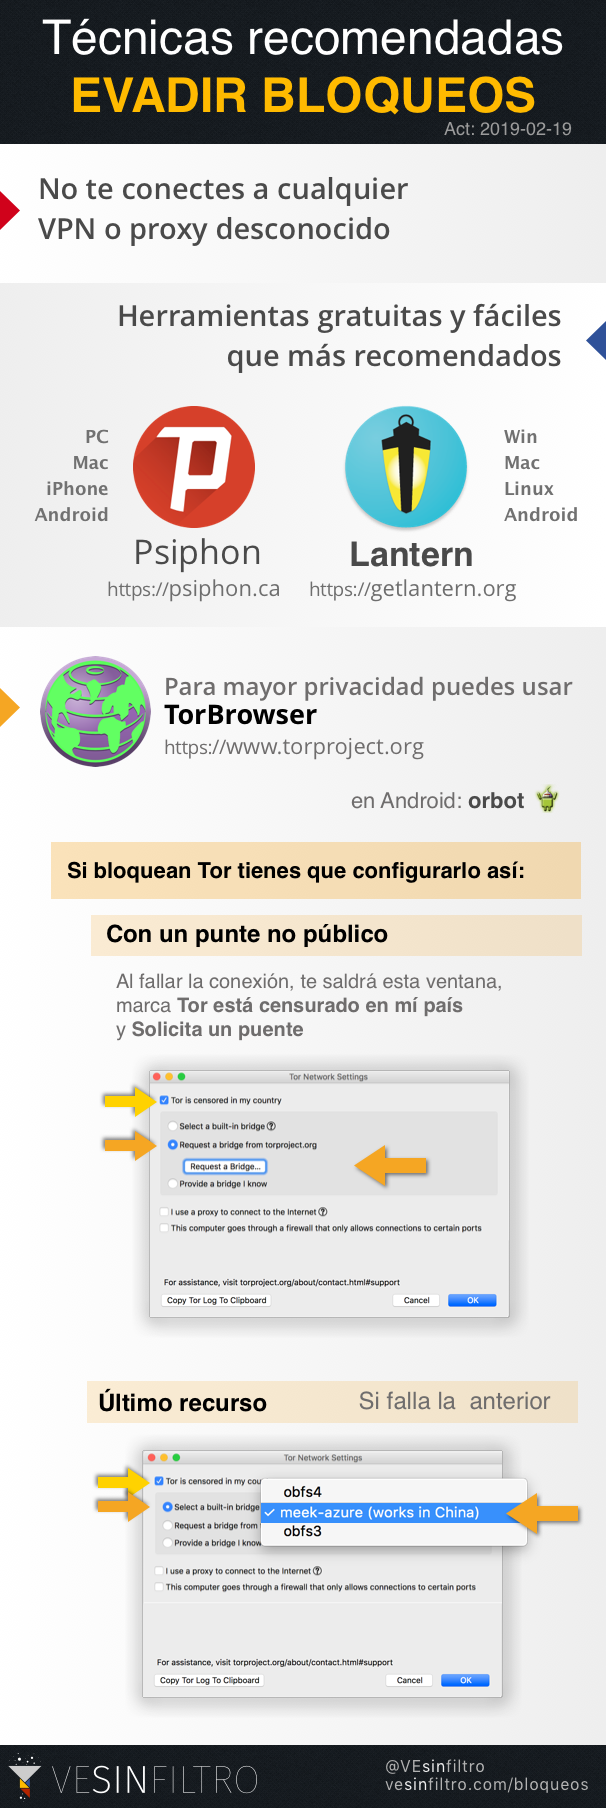 Técnicas recomendadas
EVADIR BLOQUEOS
Act: 2019-02-19
No te conectes a cualquier
VPN o proxy desconocido
Herramientas gratuitas y fáciles
que más recomendados
PC
Mac
iPhone
Android
Psiphon
https://psiphon.ca
Win
Mac
Linux
Android
Lantern
https://getlantern.org
Para mayor privacidad puedes usar
TorBrowser
https://www.torproject.org
en Android: orbot
Si bloquean Tor tienes que configurarlo así:
Con un punte no público
Al fallar la conexión, te saldrá esta ventana,
marca Tor está censurado en mí país
y Solicita un puente
Tor Network Settings
Tor is censored in my country
Select a built-in bridge ?
Request a bridge from torproject.org
Request a Bridge...
Provide a bridge I know
I use a proxy to connect to the Internet ?
This computer goes through a firewall that only allows connections to certain ports
For assistance, visit torproject.org/about/contact.html#support
Copy Tor Log To Clipboard
Cancel
OK
Último recurso Si falla la anterior
Tor Network Settings
Tor is censored in my cou
Select a built-in bridge
Request a bridge from
Provide a bridge I know
obfs4
✓ meek-azure (works in China)
obfs3
I use a proxy to connect to the Internet ?
This computer goes through a firewall that only allows connections to certain ports
For assistance, visit torproject.org/about/contact.html#support
Copy Tor Log To Clipboard
Cancel
OK
VESINFILTRO
@VEsinfiltro
vesinfiltro.com/bloqueos